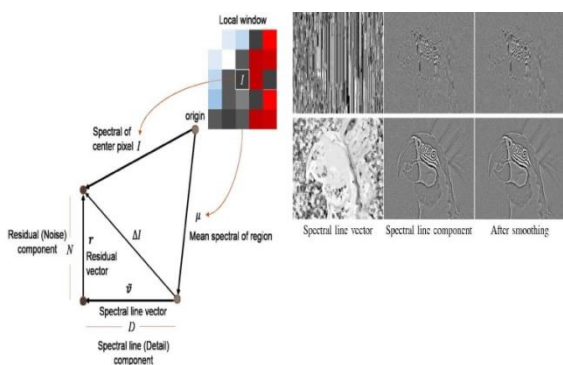 Local window
I
origin
Spectral of
center pixel I
μ
Mean spectral of region
Δl
Residual (Noise)
component
N
r
Residual
vector
v̂
Spectral line vector
D
Spectral line (Detail)
component
Spectral line vector
Spectral line component
After smoothing